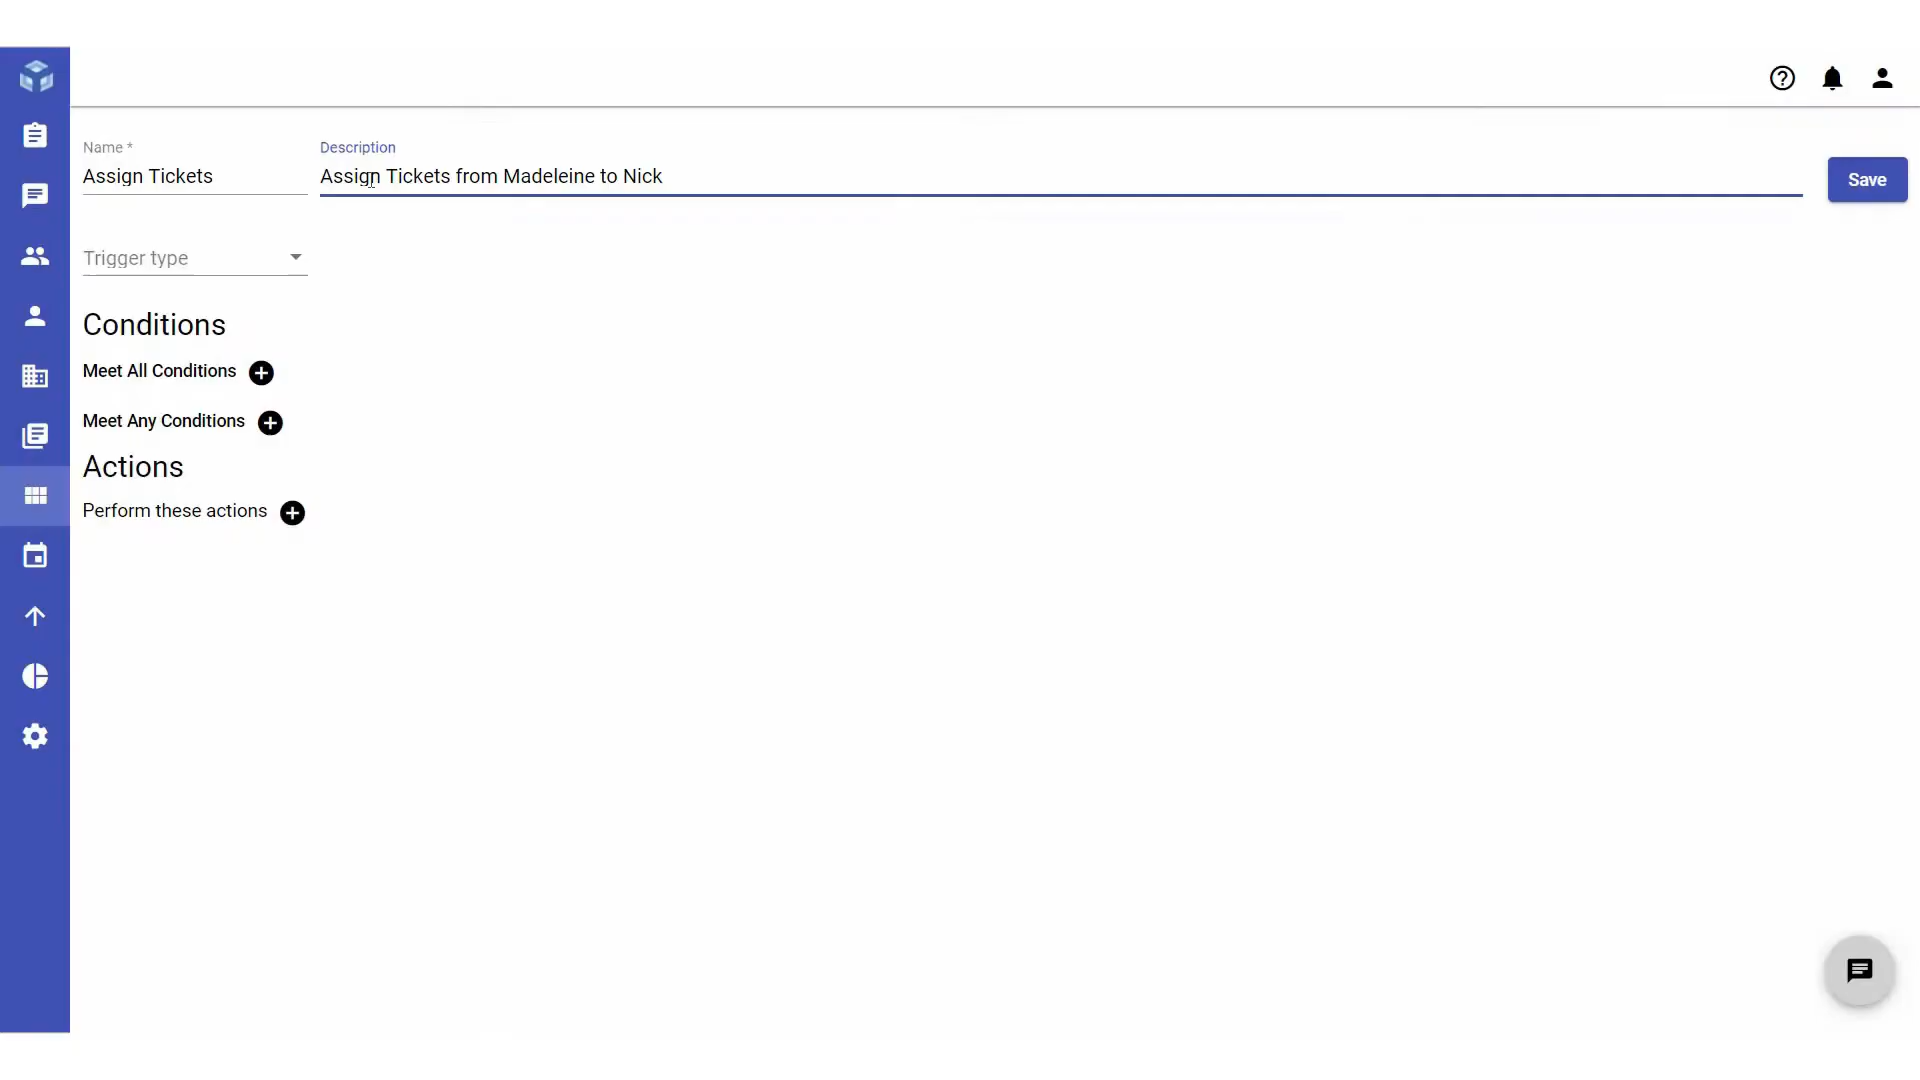 Name *
Assign Tickets
Description
Assign Tickets from Madeleine to Nick
Save
Trigger type
Conditions
Meet All Conditions
Meet Any Conditions
Actions
Perform these actions